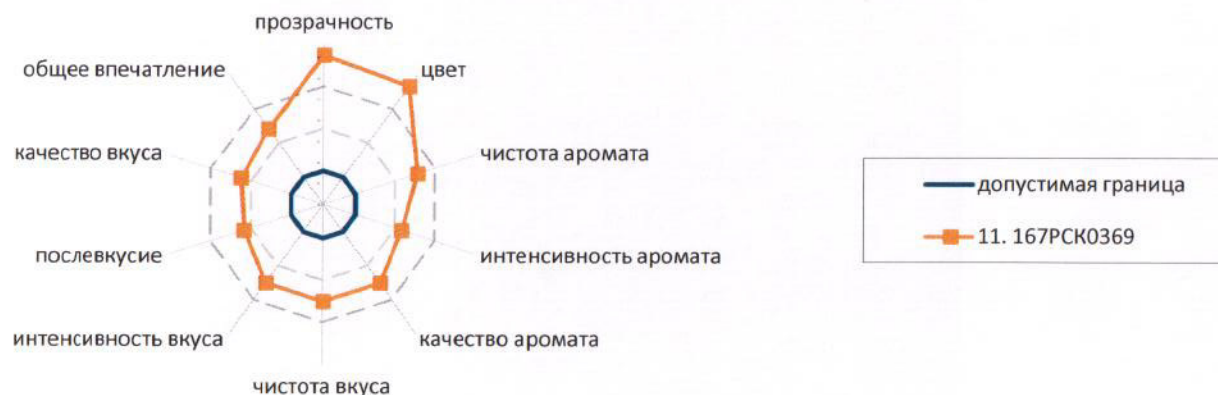 прозрачность
общее впечатление
цвет
качество вкуса
чистота аромата
послевкусие
интенсивность аромата
интенсивность вкуса
качество аромата
чистота вкуса
допустимая граница
11. 167РСК0369